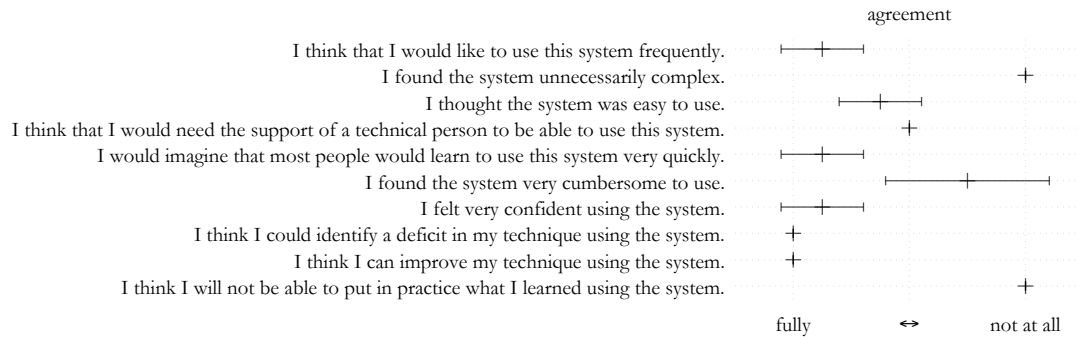 agreement
I think that I would like to use this system frequently.
I found the system unnecessarily complex.
I thought the system was easy to use.
I think that I would need the support of a technical person to be able to use this system.
I would imagine that most people would learn to use this system very quickly.
I found the system very cumbersome to use.
I felt very confident using the system.
I think I could identify a deficit in my technique using the system.
I think I can improve my technique using the system.
I think I will not be able to put in practice what I learned using the system.
fully ↔ not at all